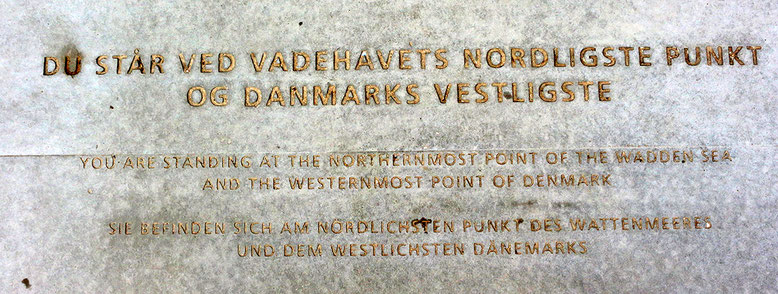 DU STÅR VED VADEHAVETS NORDLIGSTE PUNKT
OG DANMARKS VESTLIGSTE
YOU ARE STANDING AT THE NORTHERNMOST POINT OF THE WADDEN SEA
AND THE WESTERNMOST POINT OF DENMARK
SIE BEFINDEN SICH AM NÖRDLICHSTEN PUNKT DES WATTENMEERES
UND DEM WESTLICHSTEN DÄNEMARKS